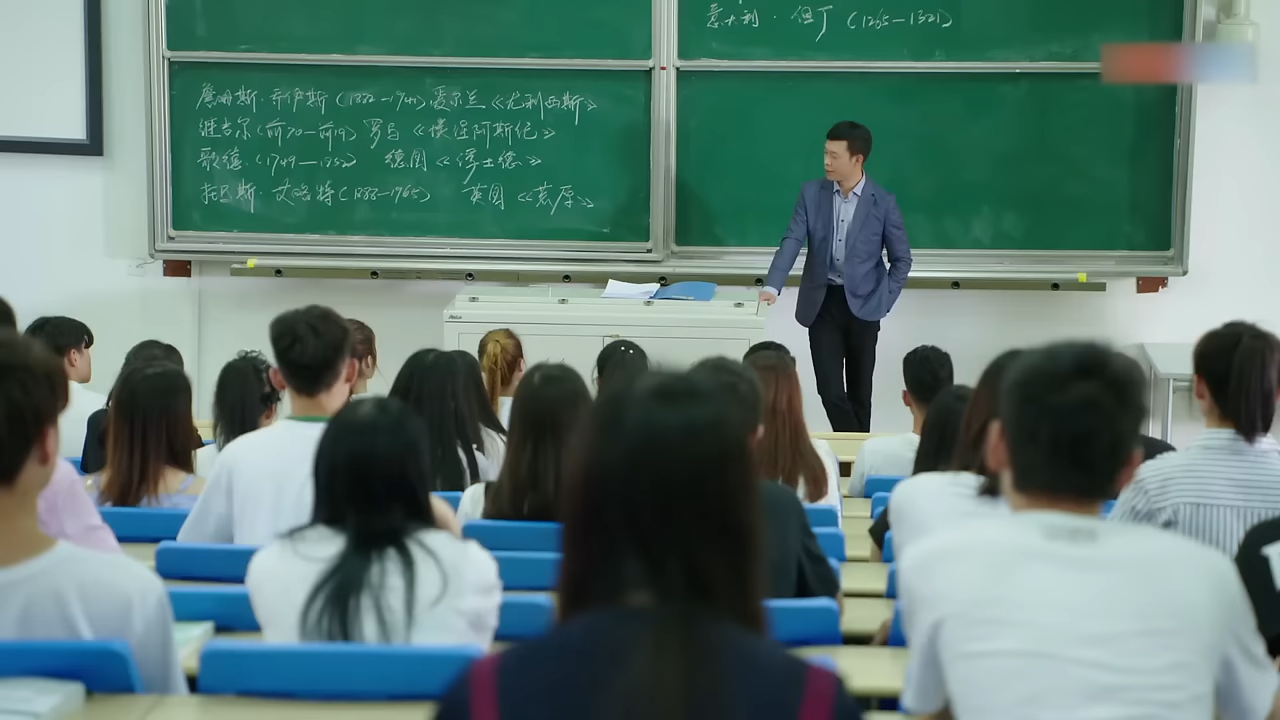 詹姆斯·乔伊斯（1882-1941）爱尔兰《尤利西斯》
维吉尔（前70-前19）罗马《埃涅阿斯纪》
歌德（1749-1832） 德国《浮士德》
托马斯·艾略特（1888-1965） 英国《荒原》
意大利·但丁（1265-1321）